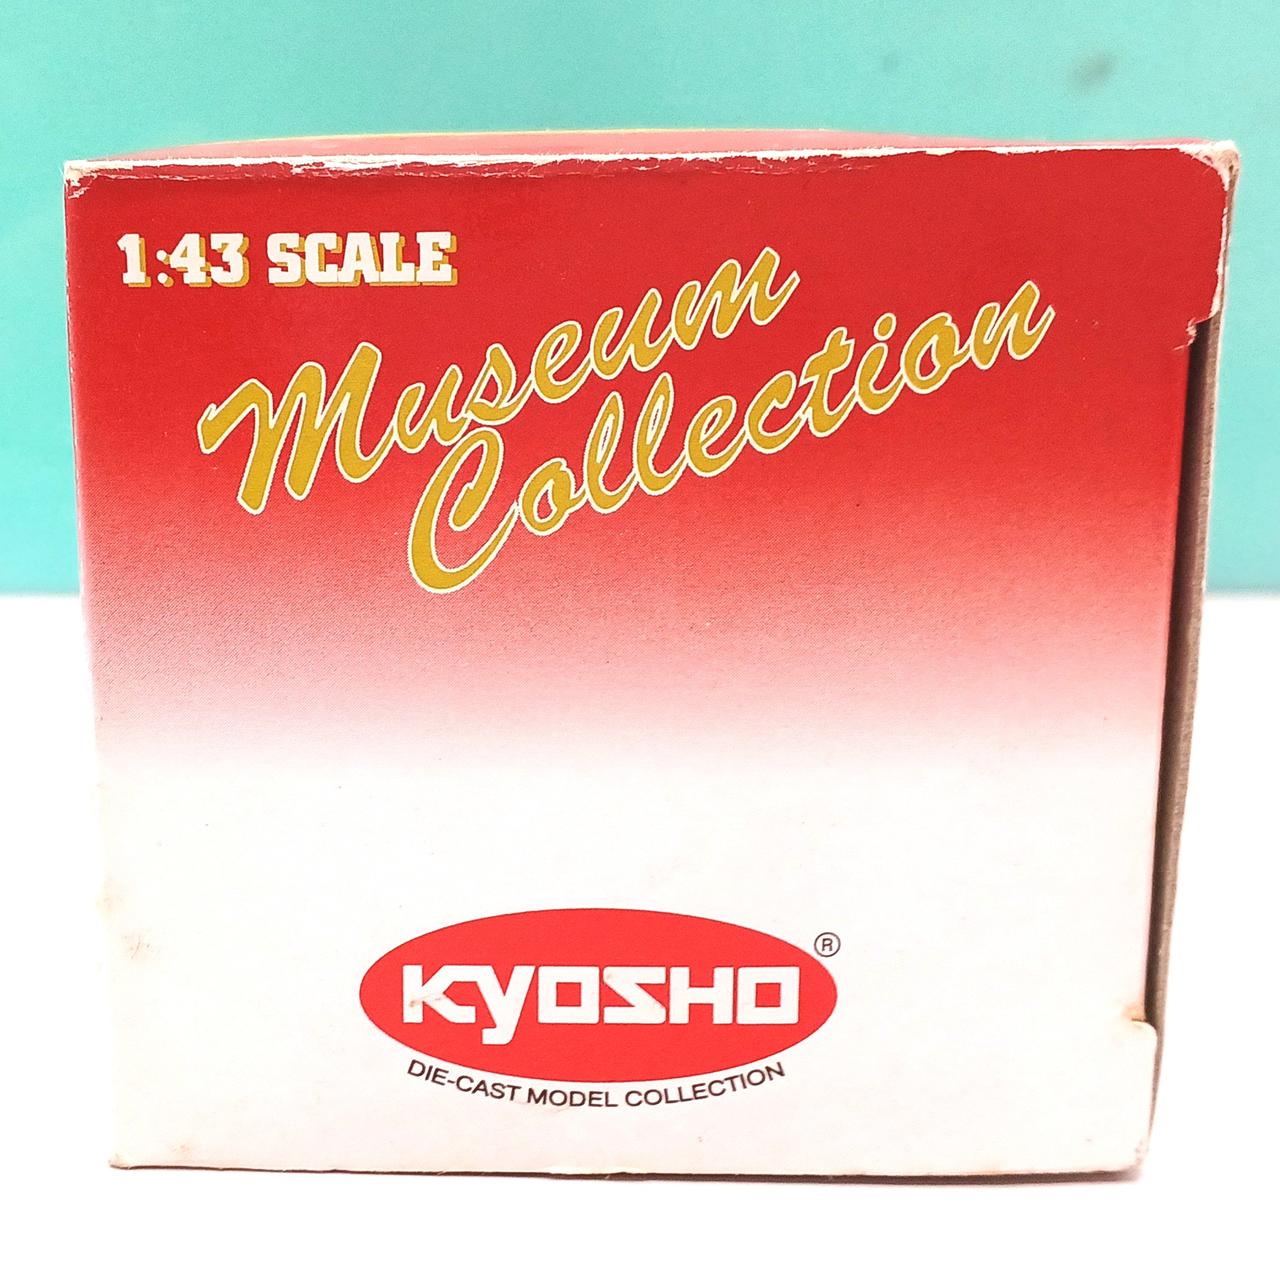 1:43 SCALE
Museum
Collection
KYOSHO ®
DIE-CAST MODEL COLLECTION